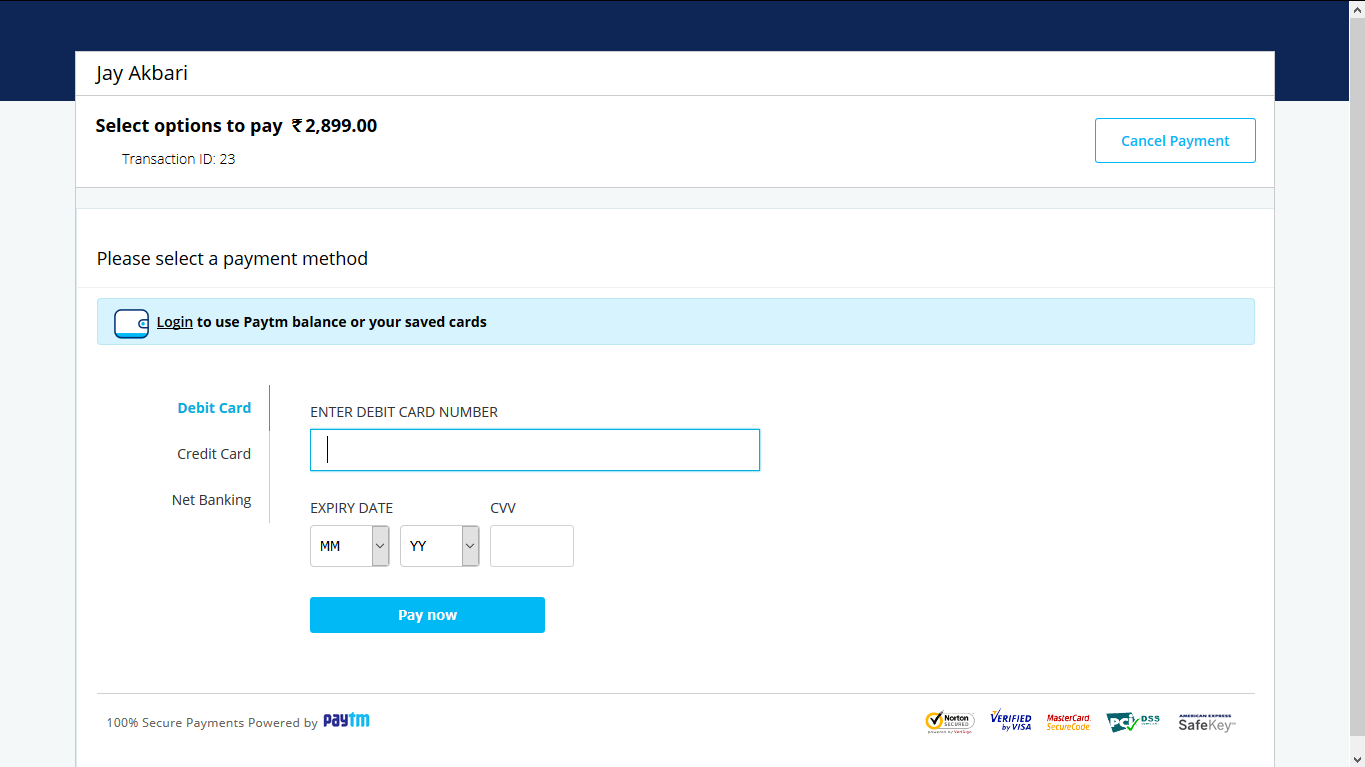 Jay Akbari
Select options to pay ₹ 2,899.00
Cancel Payment
Transaction ID: 23
Please select a payment method
Login to use Paytm balance or your saved cards
Debit Card
Credit Card
Net Banking
ENTER DEBIT CARD NUMBER
EXPIRY DATE
CVV
MM
YY
Pay now
100% Secure Payments Powered by paytm
Norton
SECURED
powered by VeriSign
VERIFIED
by VISA
MasterCard.
SecureCode.
PCI DSS
AMERICAN EXPRESS
SafeKey